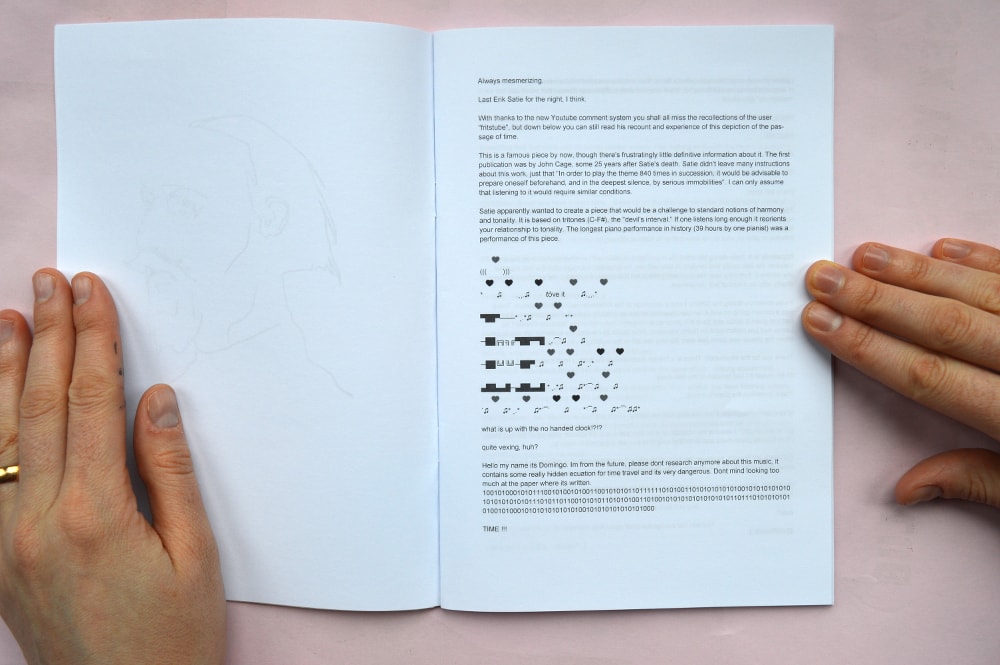 Always mesmerizing.
Last Erik Satie for the night, I think.
With thanks to the new Youtube comment system you shall all miss the recollections of the user
"fritstube", but down below you can still read his recount and experience of this depiction of the pas-
sage of time.
This is a famous piece by now, though there's frustratingly little definitive information about it. The first
publication was by John Cage, some 25 years after Satie's death. Satie didn't leave many instructions
about this work, just that "In order to play the theme 840 times in succession, it would be advisable to
prepare oneself beforehand, and in the deepest silence, by serious immobilities". I can only assume
that listening to it would require similar conditions.
Satie apparently wanted to create a piece that would be a challenge to standard notions of harmony
and tonality. It is based on tritones (C-F#), the "devil's interval." If one listens long enough it reorients
your relationship to tonality. The longest piano performance in history (39 hours by one pianist) was a
performance of this piece.
♥
((( )))
♥ ♥ ♥ ♥ ♥
love it
what is up with the no handed clock!?!?
quite vexing, huh?
Hello my name its Domingo. Im from the future, please dont research anymore about this music, it
contains some really hidden ecuation for time travel and its very dangerous. Dont mind looking too
much at the paper where its written.
TIME !!!